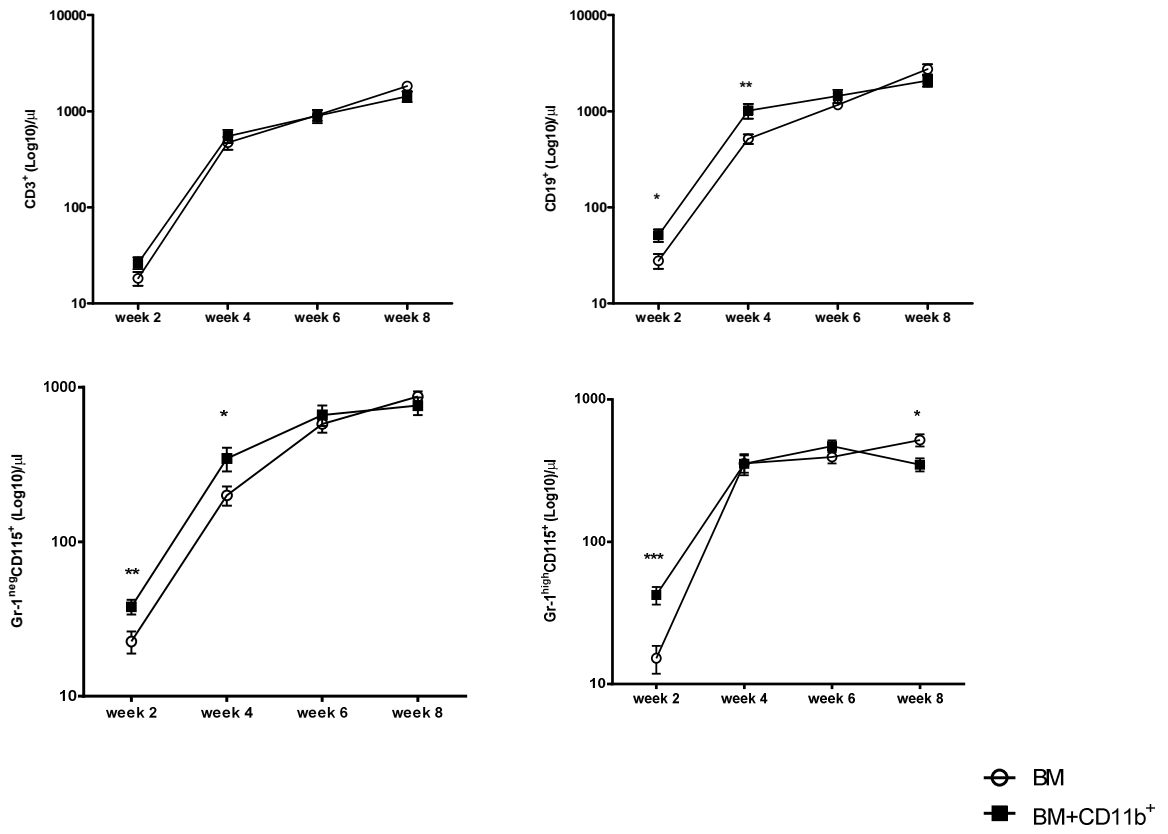 10000
1000
100
10
CD3⁺ (Log10)/µl
week 2 week 4 week 6 week 8
10000
1000
100
10
CD19⁺ (Log10)/µl
*
**
week 2 week 4 week 6 week 8
1000
100
10
Gr-1ⁿᵉᵍCD115⁺ (Log10)/µl
**
*
week 2 week 4 week 6 week 8
1000
100
10
Gr-1ʰⁱᵍʰCD115⁺ (Log10)/µl
***
*
week 2 week 4 week 6 week 8
BM
BM+CD11b⁺